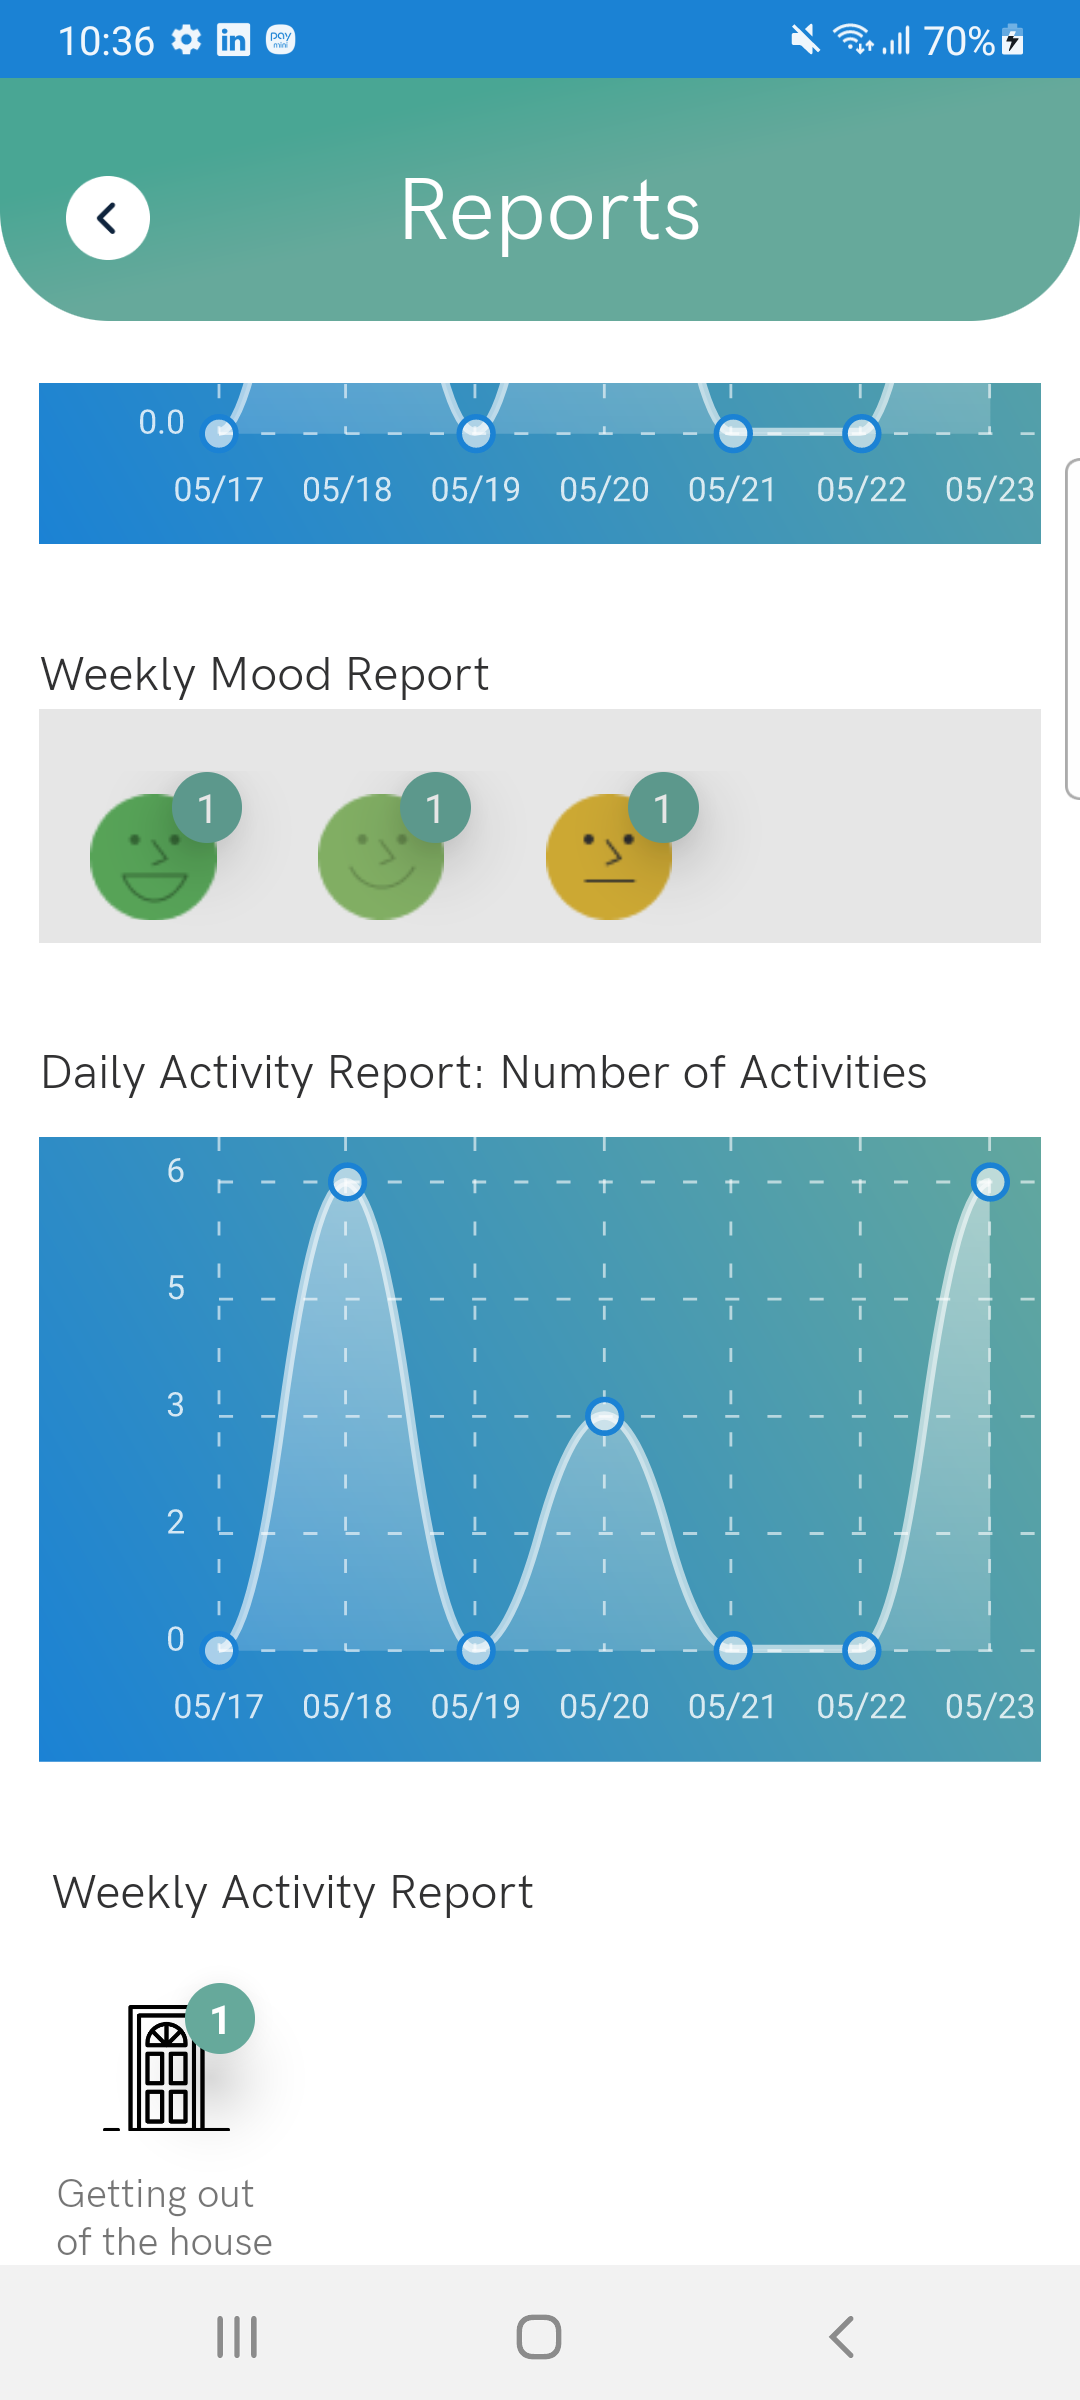 10:36 in pay mini 70%
Reports
0.0
05/17 05/18 05/19 05/20 05/21 05/22 05/23
Weekly Mood Report
1 1 1
Daily Activity Report: Number of Activities
6
5
3
2
0
05/17 05/18 05/19 05/20 05/21 05/22 05/23
Weekly Activity Report
1
Getting out
of the house